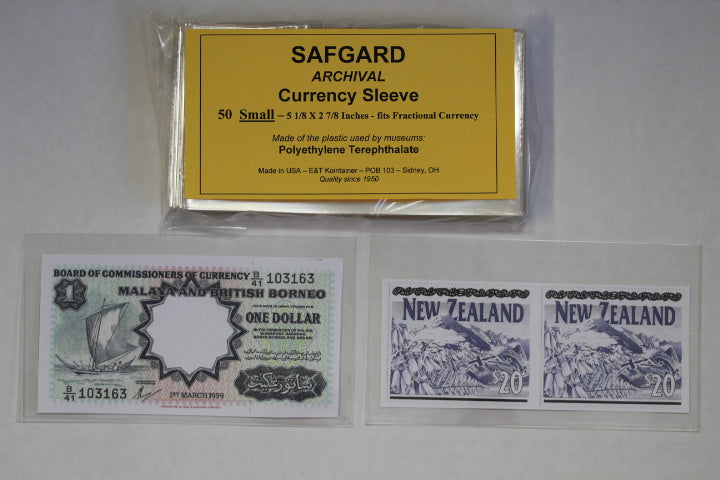 SAFGARD
ARCHIVAL
Currency Sleeve
50 Small – 5 1/8 X 2 7/8 Inches - fits Fractional Currency
Made of the plastic used by museums:
Polyethylene Terephthalate
Made in USA – E&T Kointainer – POB 103 – Sidney, OH
Quality since 1950
BOARD OF COMMISSIONERS OF CURRENCY B/41 103163
1 MALAYA AND BRITISH BORNEO
ONE DOLLAR
B/41 103163
1ST MARCH 1959
NEW ZEALAND
$20
NEW ZEALAND
$20